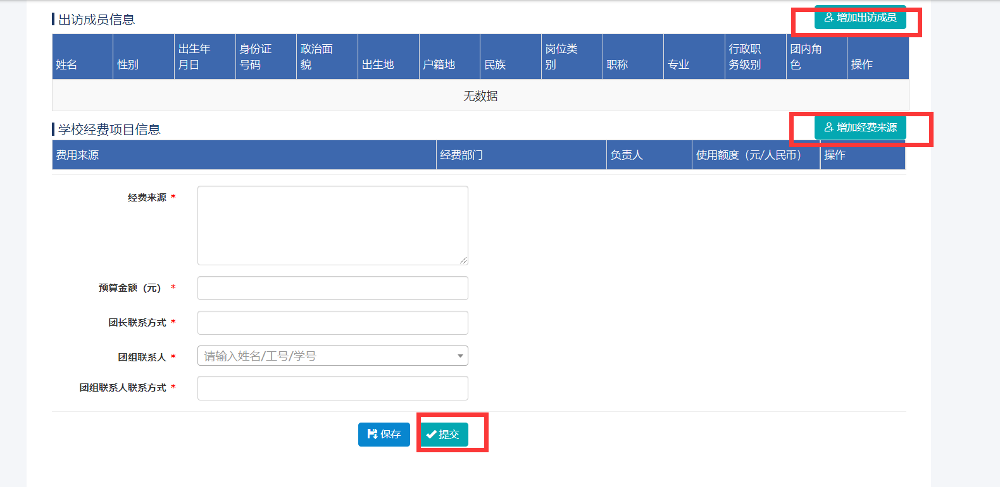 出访成员信息
增加出访成员
姓名 性别 出生年月日 身份证号码 政治面貌 出生地 户籍地 民族 岗位类别 职称 专业 行政职务级别 团内角色 操作
无数据
学校经费项目信息
增加经费来源
费用来源 经费部门 负责人 使用额度（元/人民币） 操作
经费来源 *
预算金额（元） *
团长联系方式 *
团组联系人 * 请输入姓名/工号/学号
团组联系人联系方式 *
保存 提交